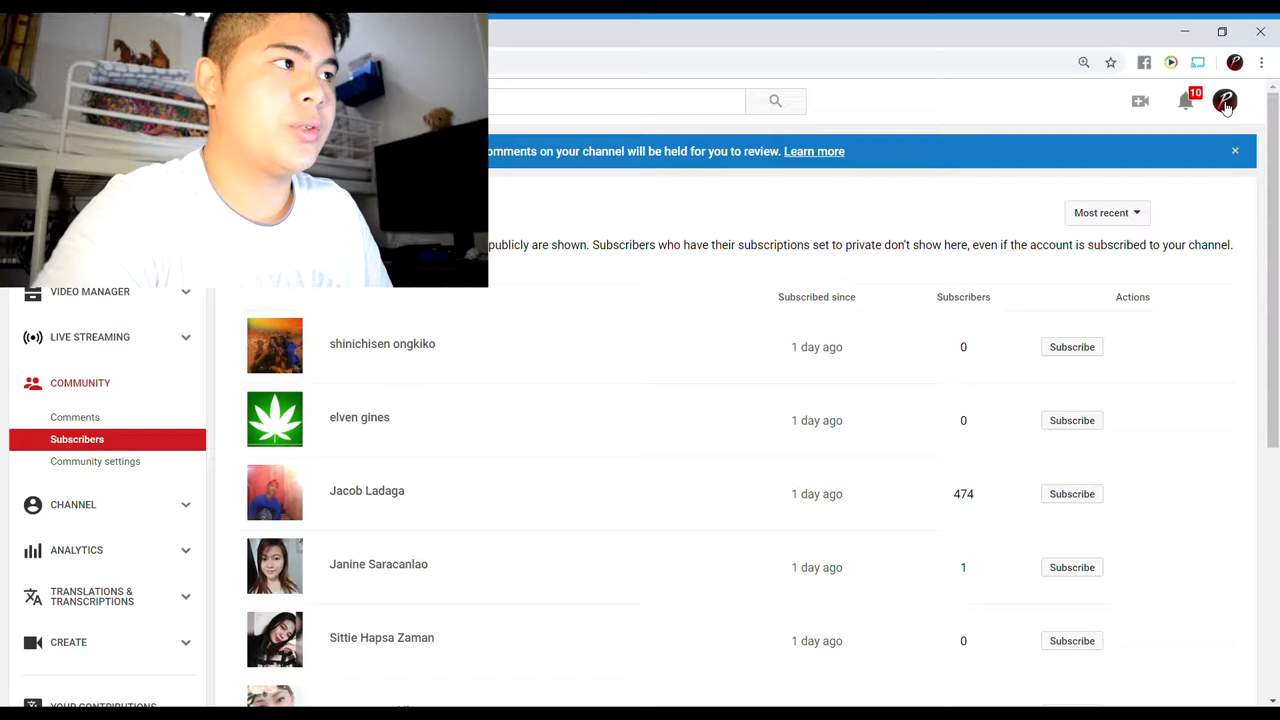 10
omments on your channel will be held for you to review. Learn more
Most recent
publicly are shown. Subscribers who have their subscriptions set to private don't show here, even if the account is subscribed to your channel.
VIDEO MANAGER
LIVE STREAMING
COMMUNITY
Comments
Subscribers
Community settings
CHANNEL
ANALYTICS
TRANSLATIONS &
TRANSCRIPTIONS
CREATE
YOUR CONTRIBUTIONS
Subscribed since Subscribers Actions
shinichisen ongkiko 1 day ago 0 Subscribe
elven gines 1 day ago 0 Subscribe
Jacob Ladaga 1 day ago 474 Subscribe
Janine Saracanlao 1 day ago 1 Subscribe
Sittie Hapsa Zaman 1 day ago 0 Subscribe